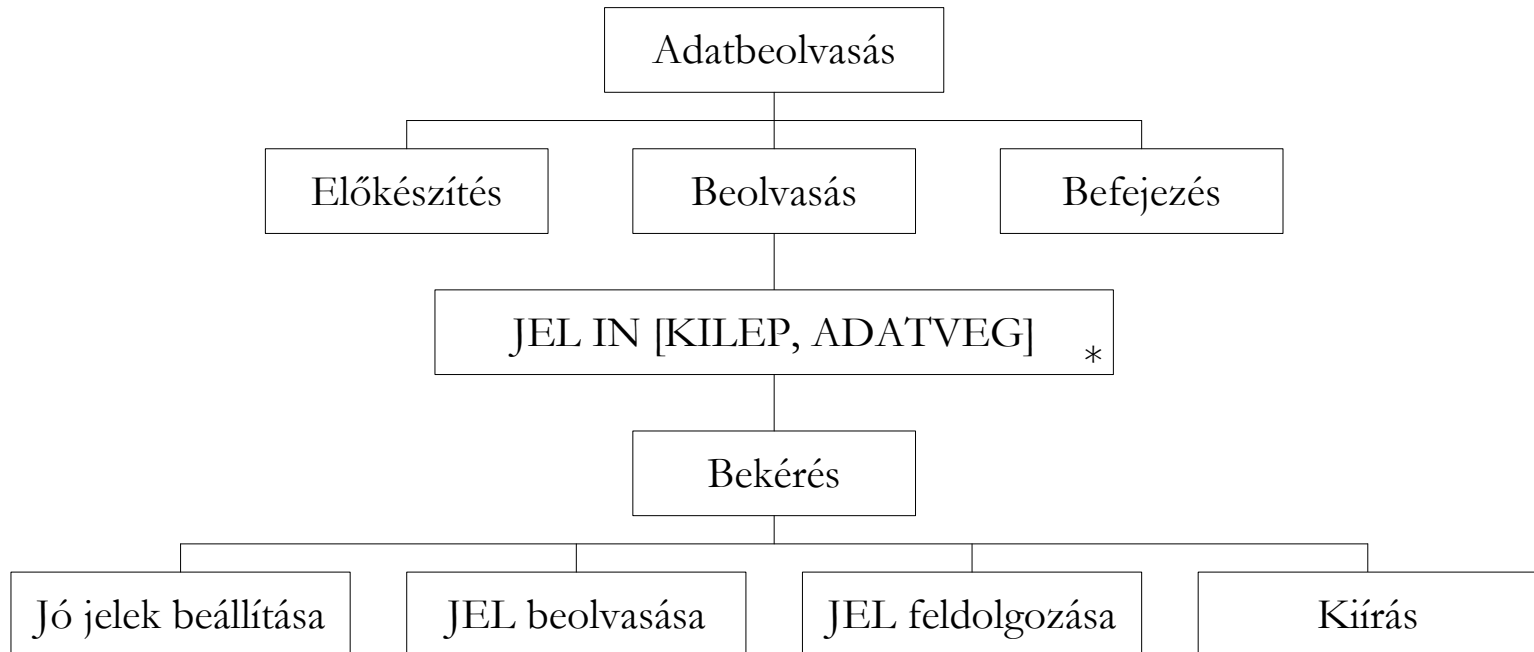 Adatbeolvasás
Előkészítés
Beolvasás
Befejezés
JEL IN [KILEP, ADATVEG] *
Bekérés
Jó jelek beállítása
JEL beolvasása
JEL feldolgozása
Kiírás